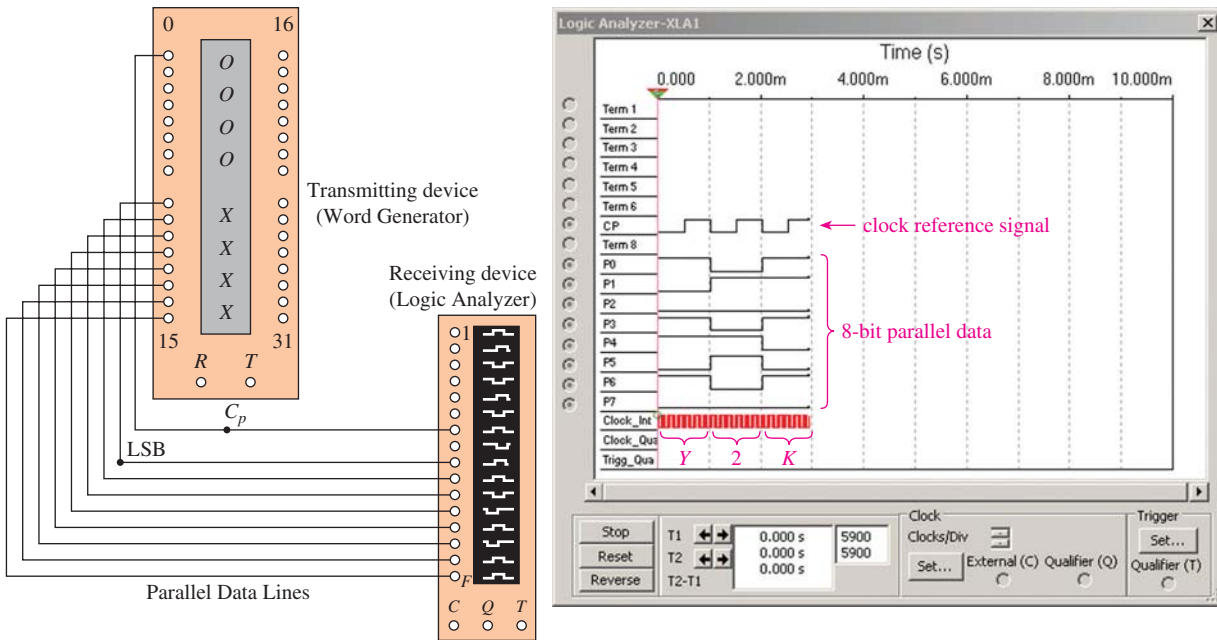 0 16
O
O
O
O
X
X
X
X
15 31
R T
Transmitting device
(Word Generator)
Receiving device
(Logic Analyzer)
1
F
C Q T
Cp
LSB
Parallel Data Lines
Logic Analyzer-XLA1
Time (s)
0.000 2.000m 4.000m 6.000m 8.000m 10.000m
Term 1
Term 2
Term 3
Term 4
Term 5
Term 6
CP
clock reference signal
Term 8
P0
P1
P2
P3
P4
P5
P6
P7
8-bit parallel data
Clock_Int
Clock_Qua
Trigg_Qua
Y 2 K
Stop
Reset
Reverse
T1 0.000 s 5900
T2 0.000 s 5900
T2-T1 0.000 s
Clock
Clocks/Div
Set...
External (C) Qualifier (Q)
Trigger
Set...
Qualifier (T)